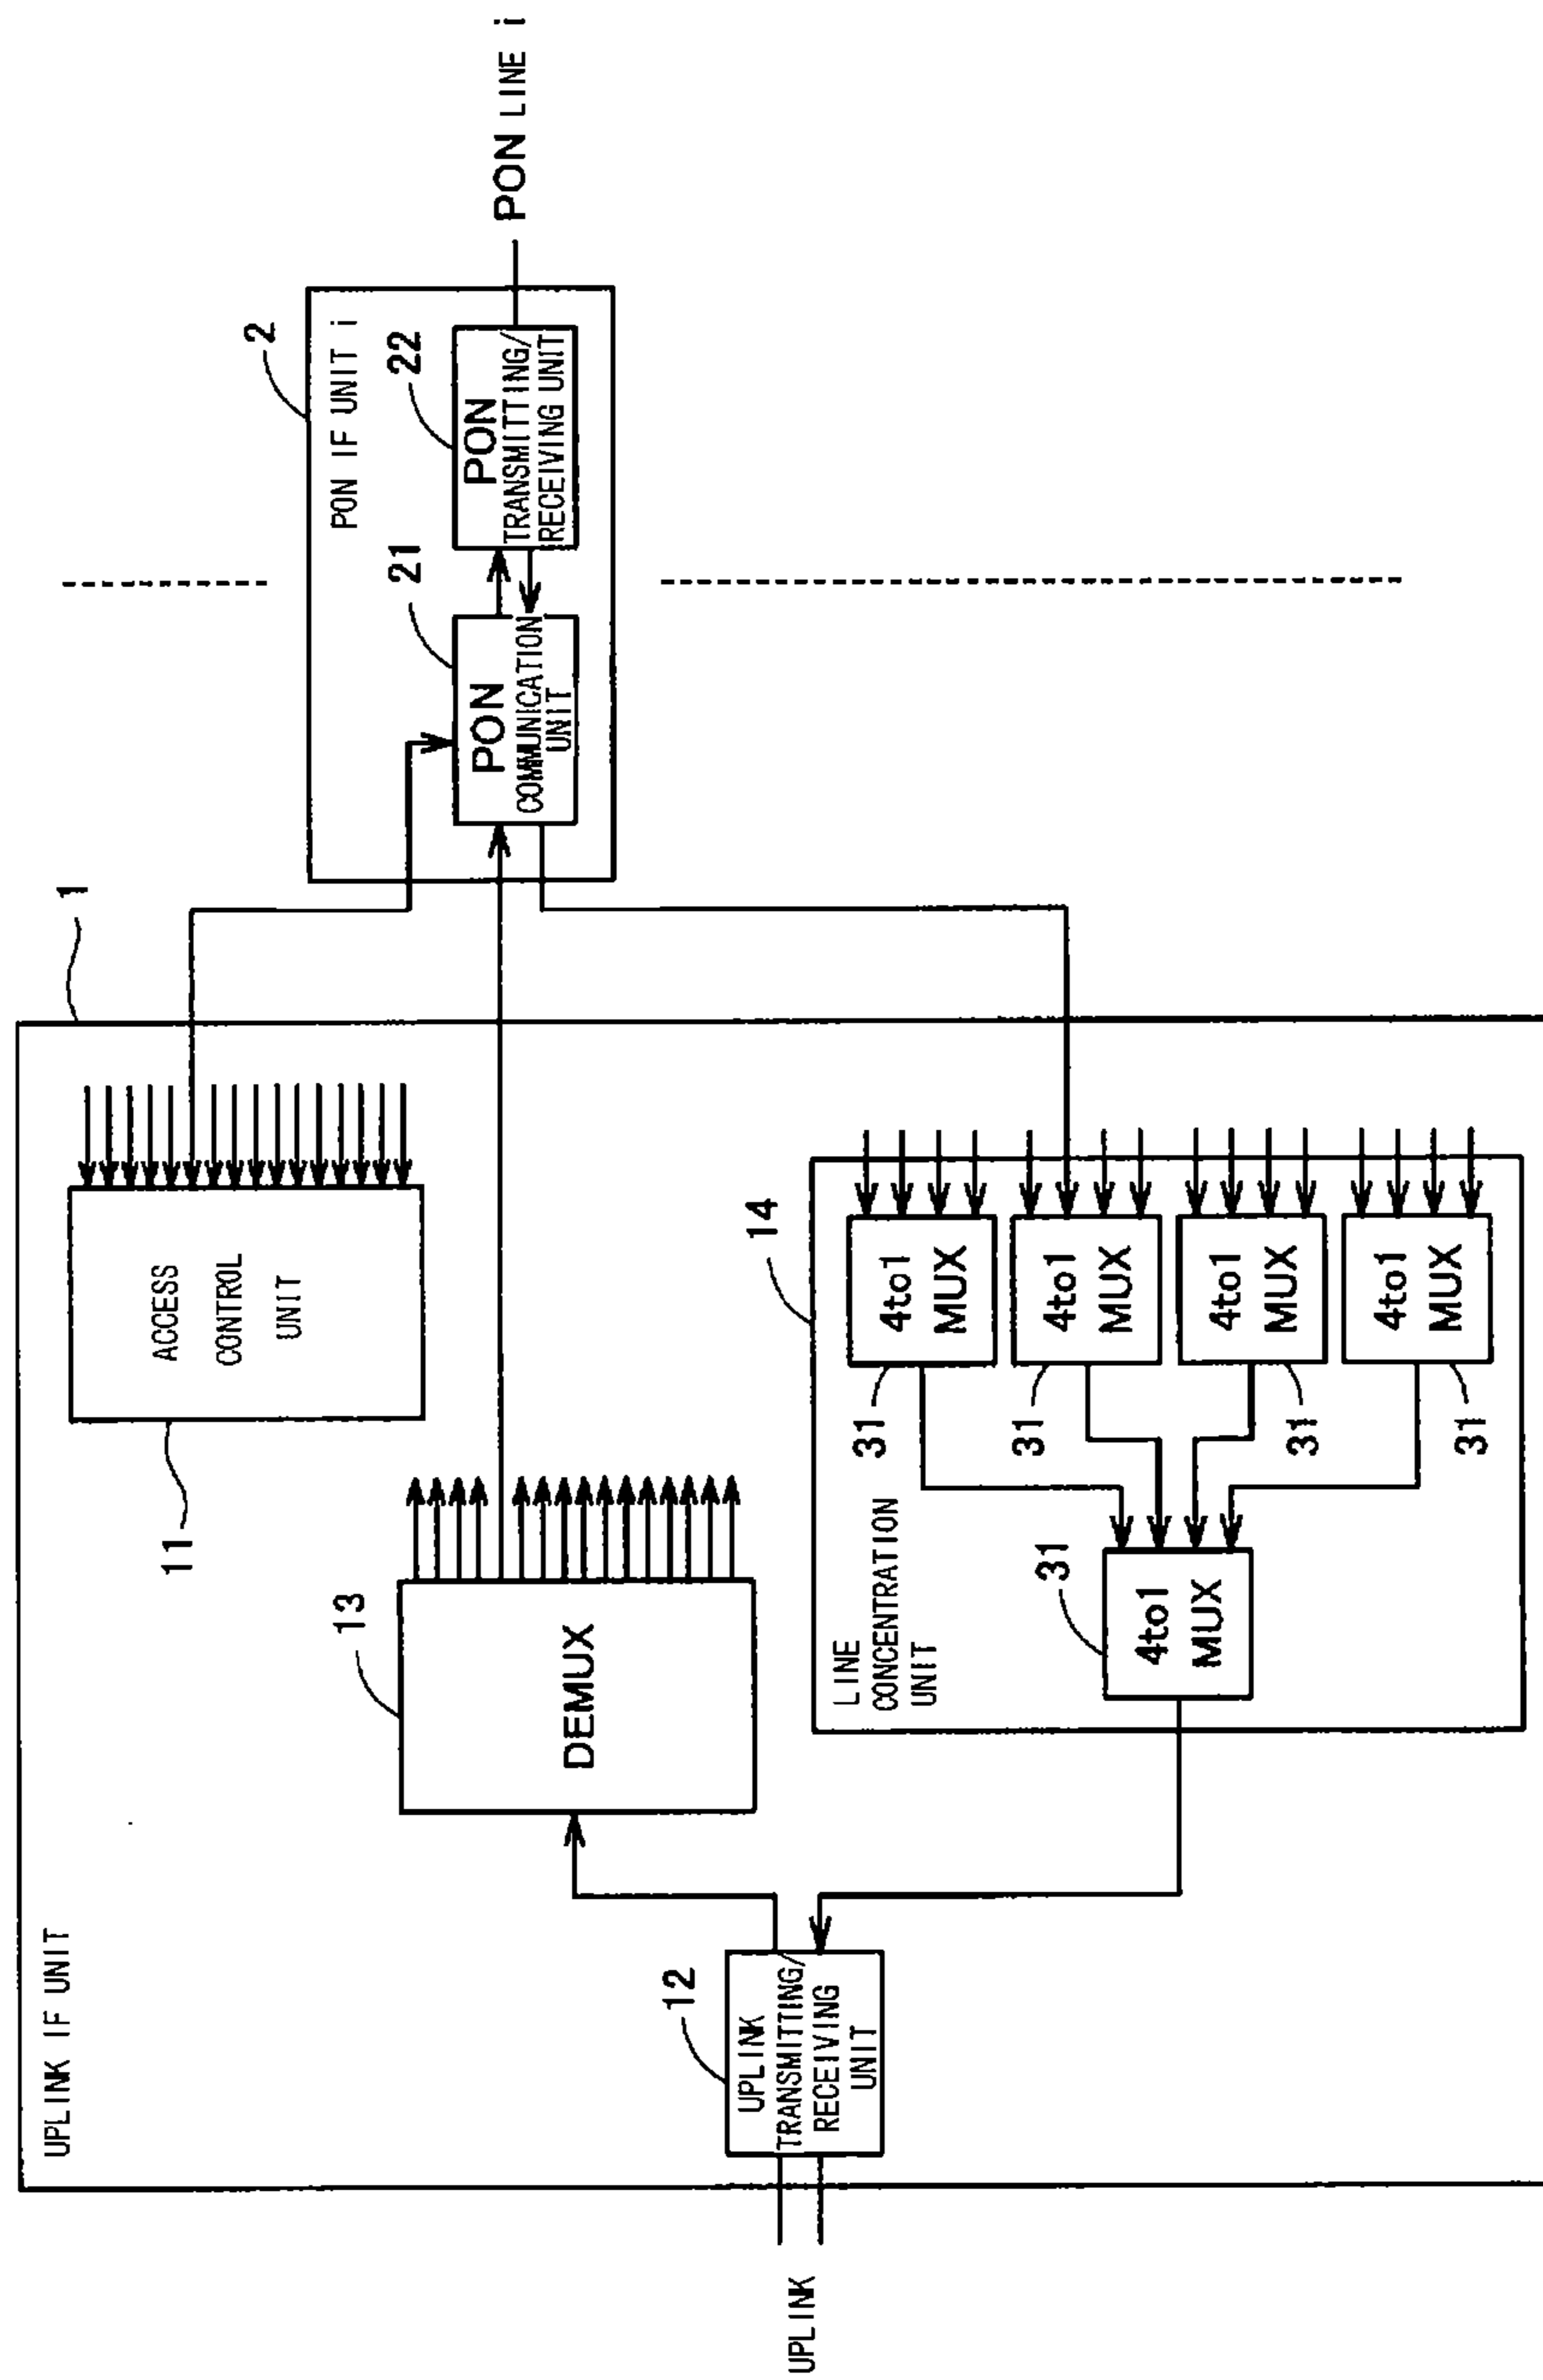 UPLINK IF UNIT
1
11
ACCESS
CONTROL
UNIT
2
PON IF UNIT i
21
PON
COMMUNICATION
UNIT
22
PON
TRANSMITTING/
RECEIVING UNIT
PON LINE i
13
DEMUX
12
UPLINK
TRANSMITTING/
RECEIVING
UNIT
UPLINK
14
LINE
CONCENTRATION
UNIT
31
4to1
MUX
31
4to1
MUX
31
4to1
MUX
31
4to1
MUX
31
4to1
MUX